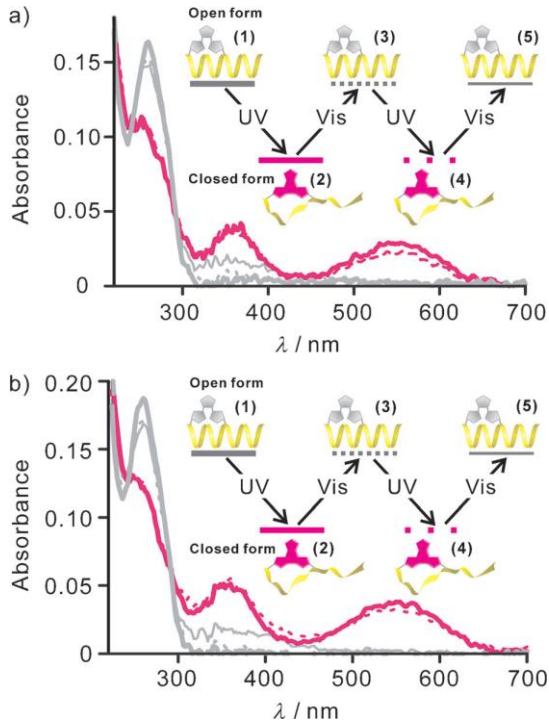 a)
Open form
(1) (3) (5)
UV Vis UV Vis
Closed form (2) (4)
Absorbance
0.15
0.10
0.05
0
300 400 500 600 700
λ / nm
b)
Open form
(1) (3) (5)
UV Vis UV Vis
Closed form (2) (4)
Absorbance
0.20
0.15
0.10
0.05
0
300 400 500 600 700
λ / nm